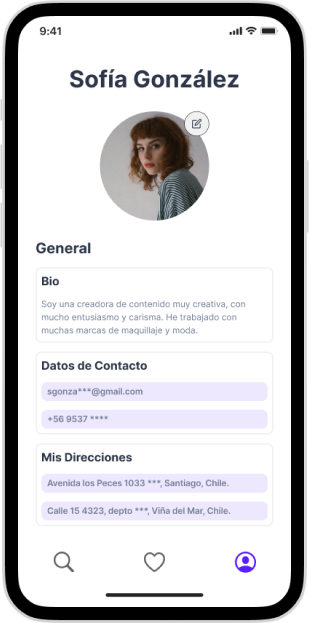 9:41
Sofía González
General
Bio
Soy una creadora de contenido muy creativa, con
mucho entusiasmo y carisma. He trabajado con
muchas marcas de maquillaje y moda.
Datos de Contacto
sgonza***@gmail.com
+56 9537 ****
Mis Direcciones
Avenida los Peces 1033 ***, Santiago, Chile.
Calle 15 4323, depto ***, Viña del Mar, Chile.